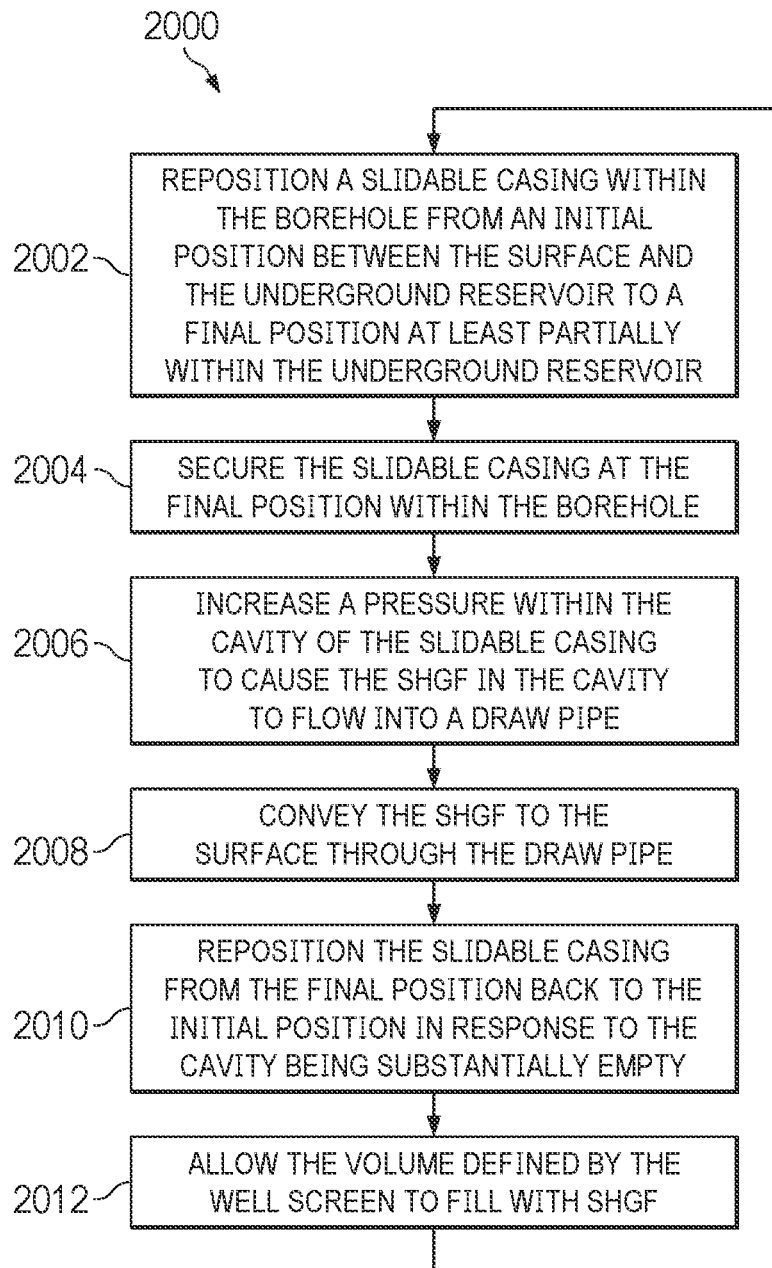 2000
REPOSITION A SLIDABLE CASING WITHIN
THE BOREHOLE FROM AN INITIAL
POSITION BETWEEN THE SURFACE AND
THE UNDERGROUND RESERVOIR TO A
FINAL POSITION AT LEAST PARTIALLY
WITHIN THE UNDERGROUND RESERVOIR
2002
SECURE THE SLIDABLE CASING AT THE
FINAL POSITION WITHIN THE BOREHOLE
2004
INCREASE A PRESSURE WITHIN THE
CAVITY OF THE SLIDABLE CASING
TO CAUSE THE SHGF IN THE CAVITY
TO FLOW INTO A DRAW PIPE
2006
CONVEY THE SHGF TO THE
SURFACE THROUGH THE DRAW PIPE
2008
REPOSITION THE SLIDABLE CASING
FROM THE FINAL POSITION BACK TO THE
INITIAL POSITION IN RESPONSE TO THE
CAVITY BEING SUBSTANTIALLY EMPTY
2010
ALLOW THE VOLUME DEFINED BY THE
WELL SCREEN TO FILL WITH SHGF
2012